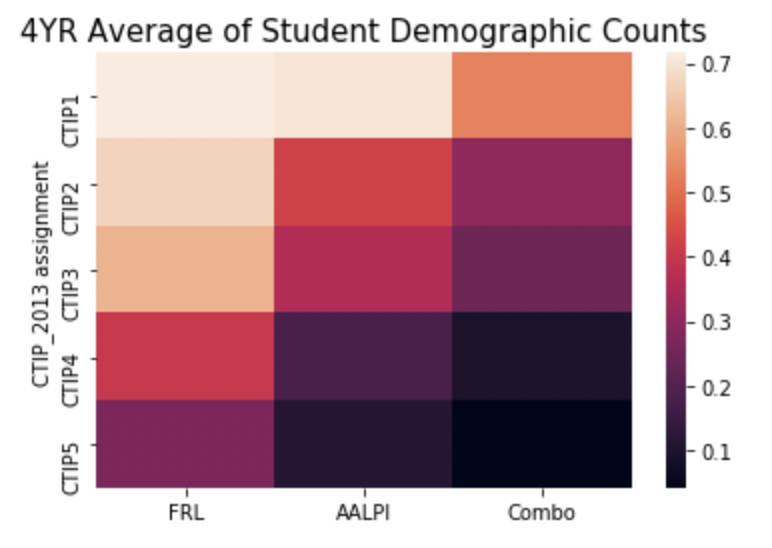 4YR Average of Student Demographic Counts
CTIP_2013 assignment
CTIP1
CTIP2
CTIP3
CTIP4
CTIP5
FRL AALPI Combo
0.7
0.6
0.5
0.4
0.3
0.2
0.1